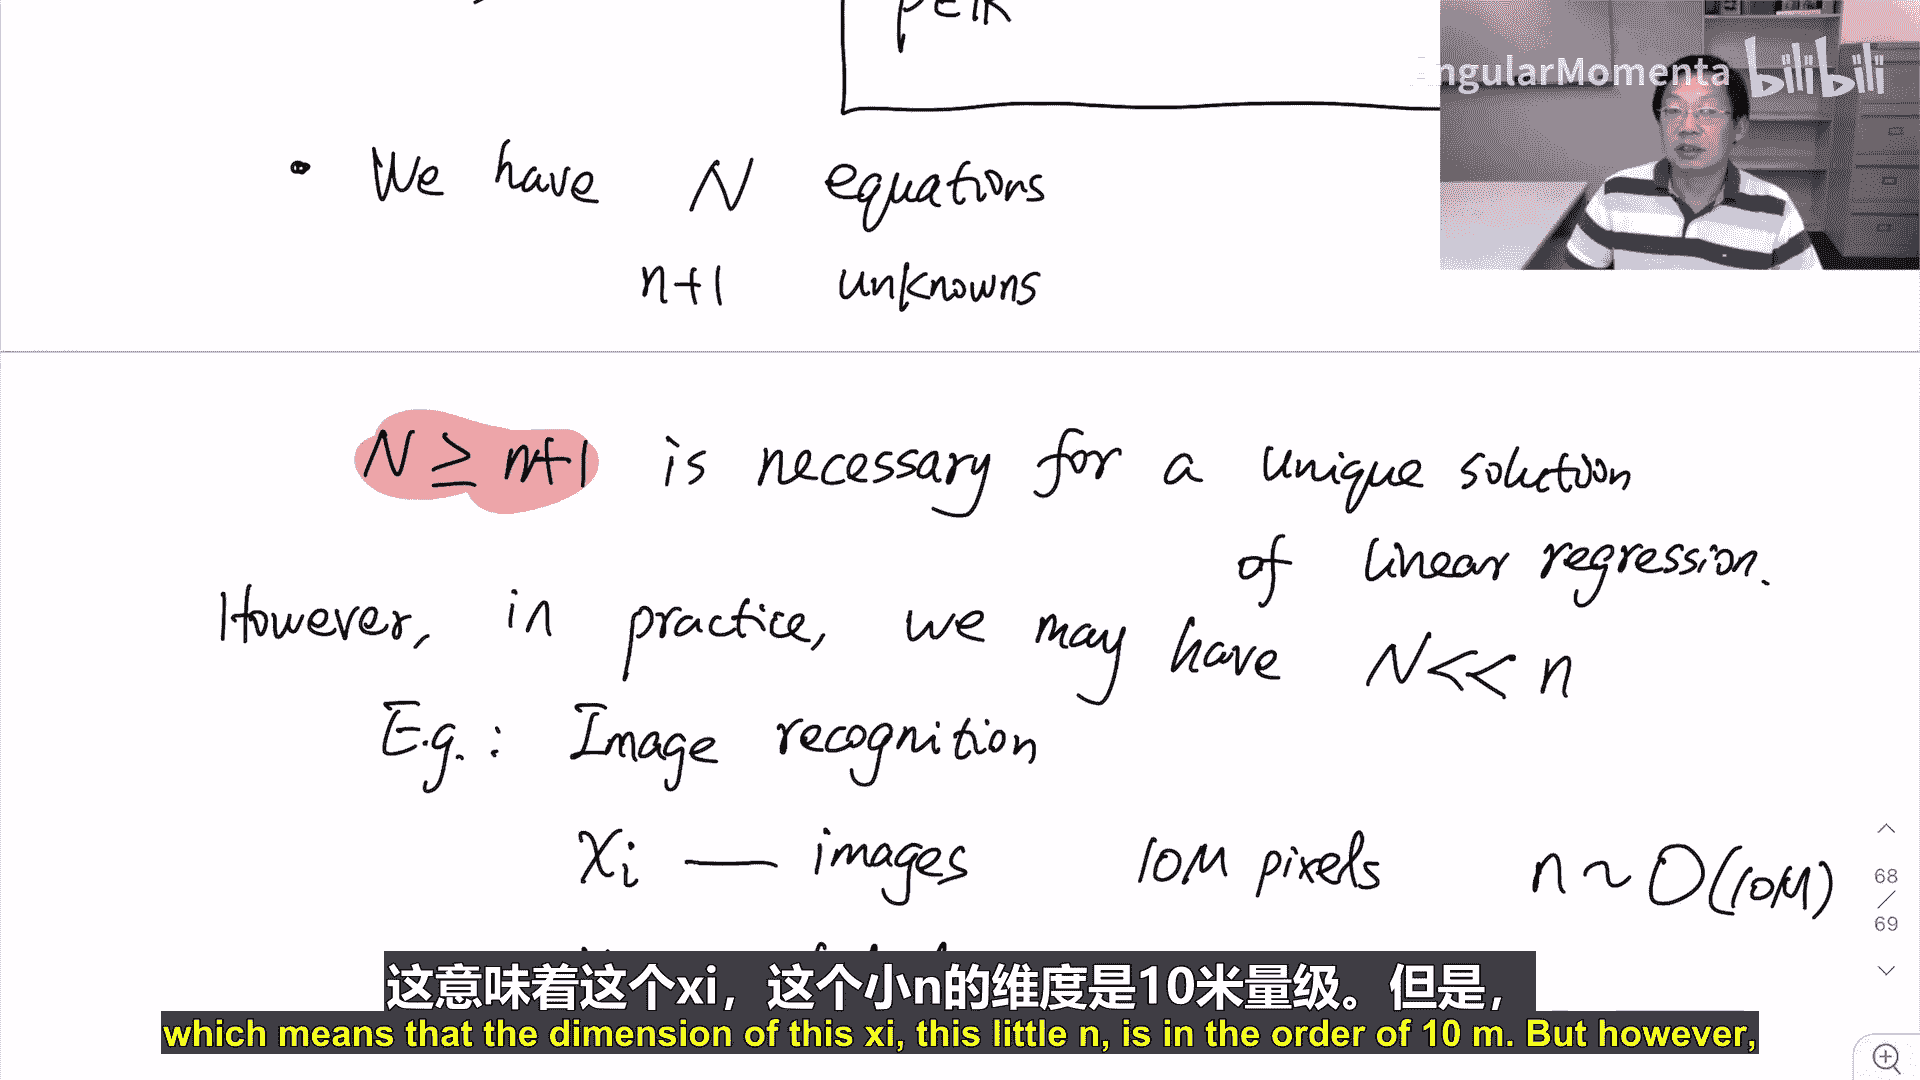 • We have N equations
n+1 unknowns
N ≥ n+1 is necessary for a unique solution
of linear regression.
However, in practice, we may have N<<n
E.g.: Image recognition
Xi — images 10M pixels n~O(10M)
这意味着这个xi，这个小n的维度是10米量级。但是，
which means that the dimension of this xi, this little n, is in the order of 10 m. But however,
ngularMomenta bilibili
68
/
69